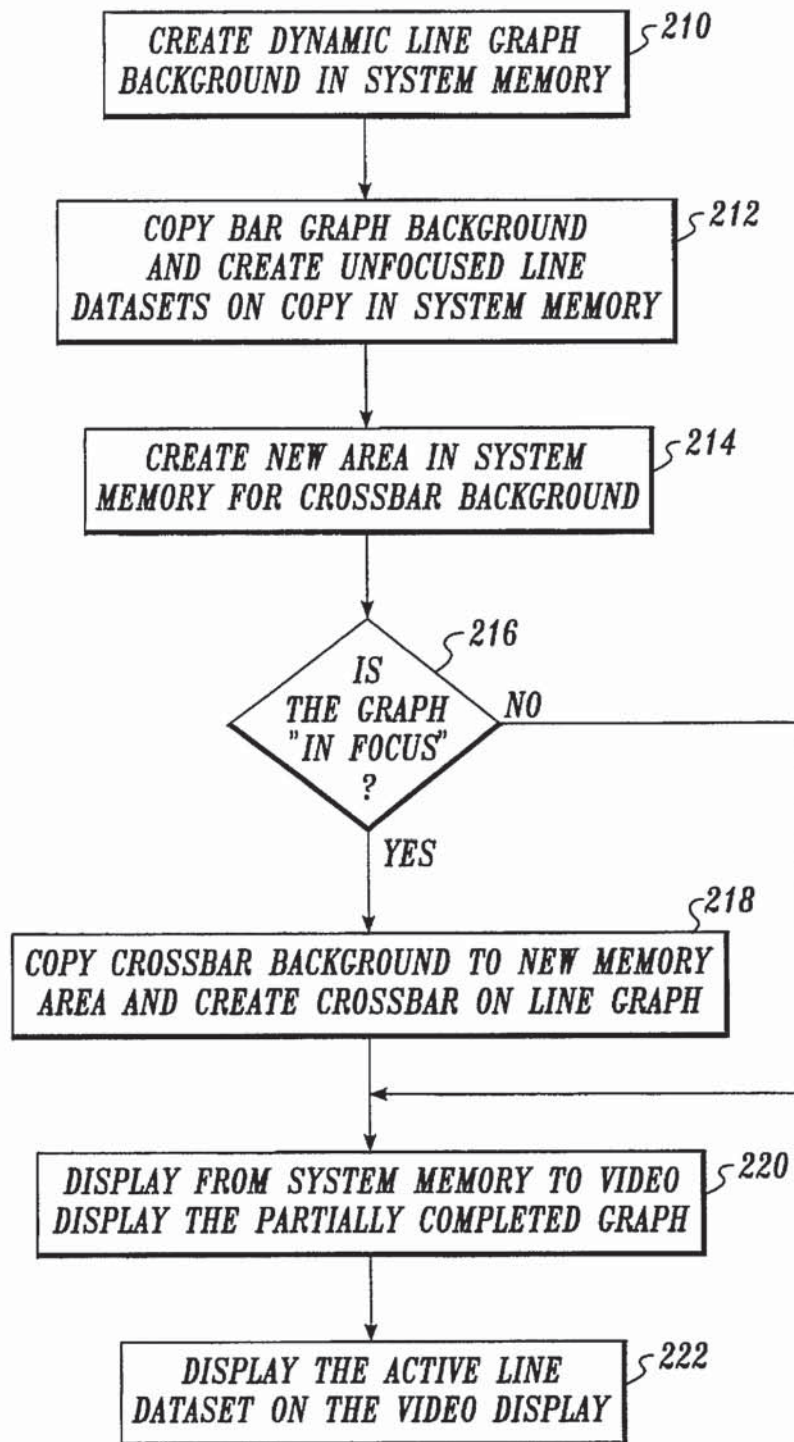 CREATE DYNAMIC LINE GRAPH
BACKGROUND IN SYSTEM MEMORY
210
COPY BAR GRAPH BACKGROUND
AND CREATE UNFOCUSED LINE
DATASETS ON COPY IN SYSTEM MEMORY
212
CREATE NEW AREA IN SYSTEM
MEMORY FOR CROSSBAR BACKGROUND
214
IS
THE GRAPH
"IN FOCUS"
?
216
NO
YES
COPY CROSSBAR BACKGROUND TO NEW MEMORY
AREA AND CREATE CROSSBAR ON LINE GRAPH
218
DISPLAY FROM SYSTEM MEMORY TO VIDEO
DISPLAY THE PARTIALLY COMPLETED GRAPH
220
DISPLAY THE ACTIVE LINE
DATASET ON THE VIDEO DISPLAY
222